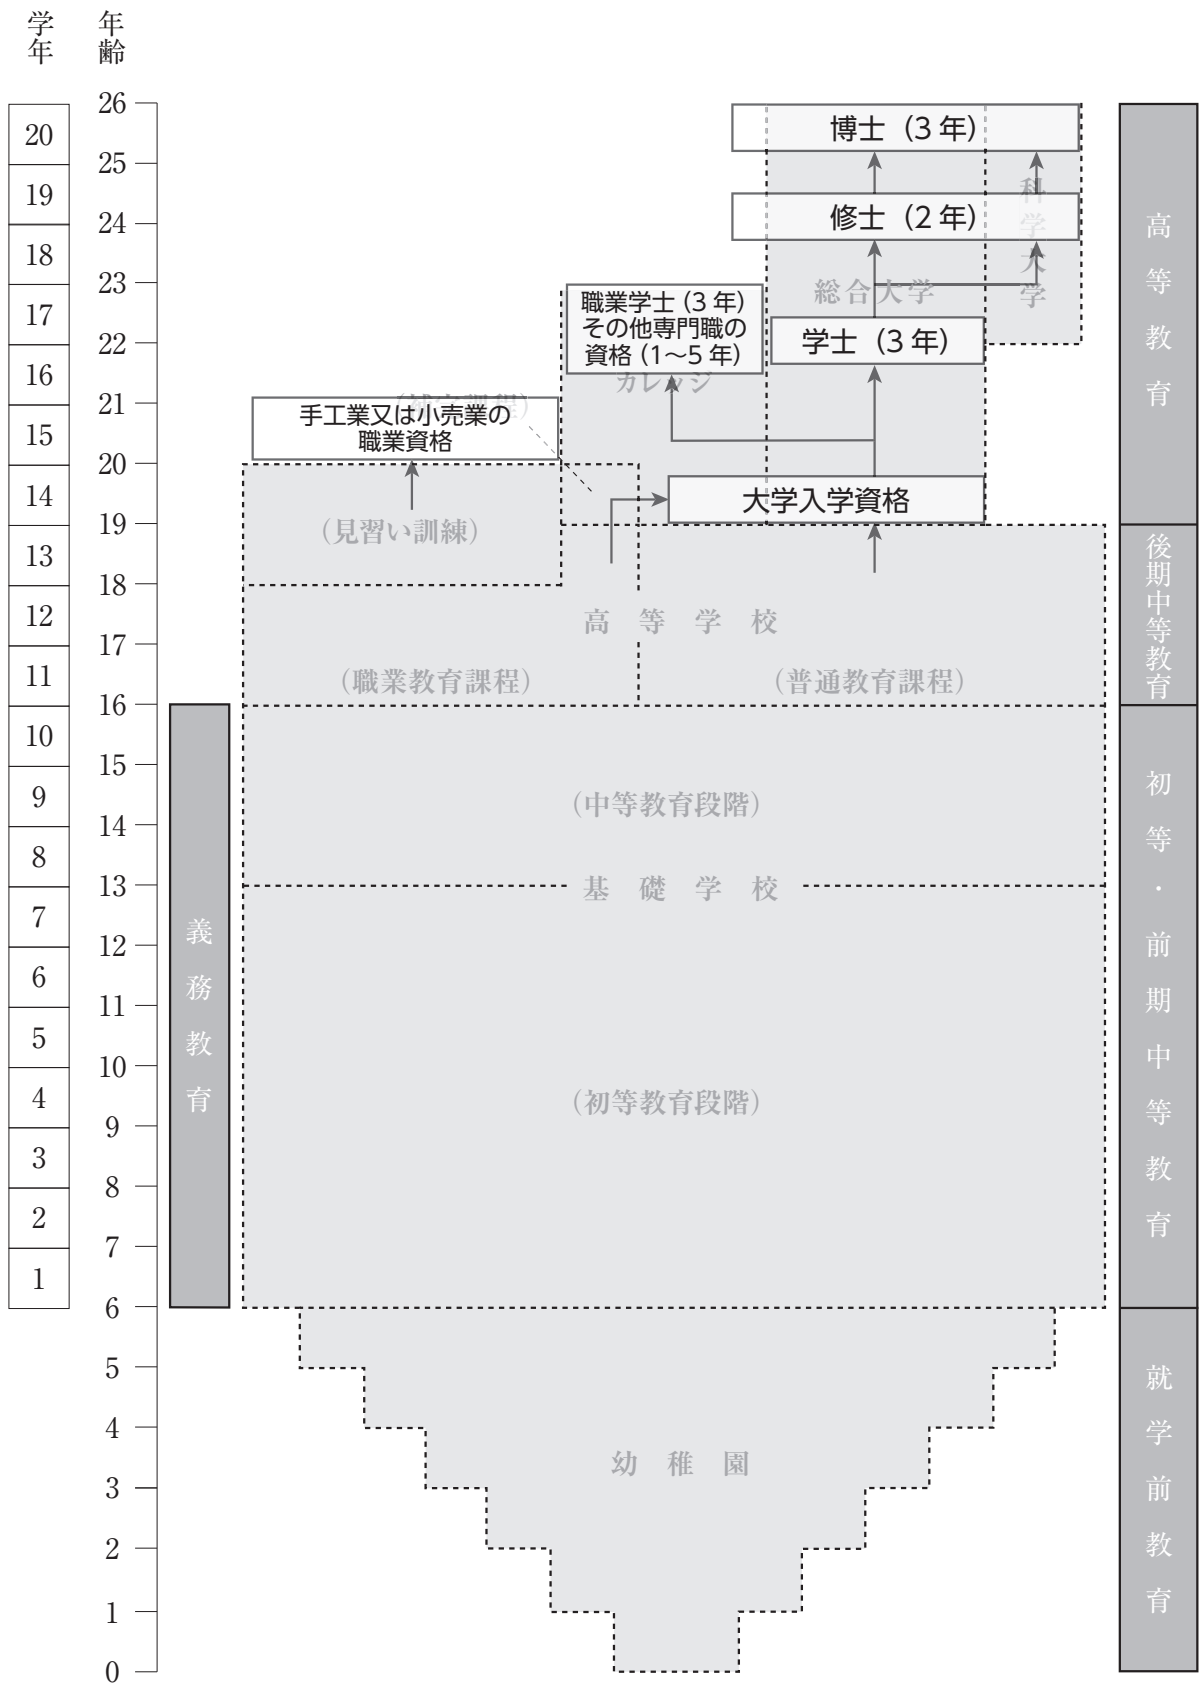 学年
年齢
26
20
博士（3 年）
25
19
科学大学
修士（2 年）
24
18
高等教育
23
総合大学
17
職業学士（3 年）
その他専門職の
資格（1～5 年）
学士（3 年）
22
16
カレッジ
21
（補完課程）
15
手工業又は小売業の
職業資格
20
14
大学入学資格
19
（見習い訓練）
13
後期中等教育
18
12
高等学校
17
11
（職業教育課程）
（普通教育課程）
16
10
15
初等・前期中等教育
9
（中等教育段階）
14
8
13
基礎学校
7
義務教育
12
6
11
5
10
4
（初等教育段階）
9
3
8
2
7
1
6
5
就学前教育
4
幼稚園
3
2
1
0